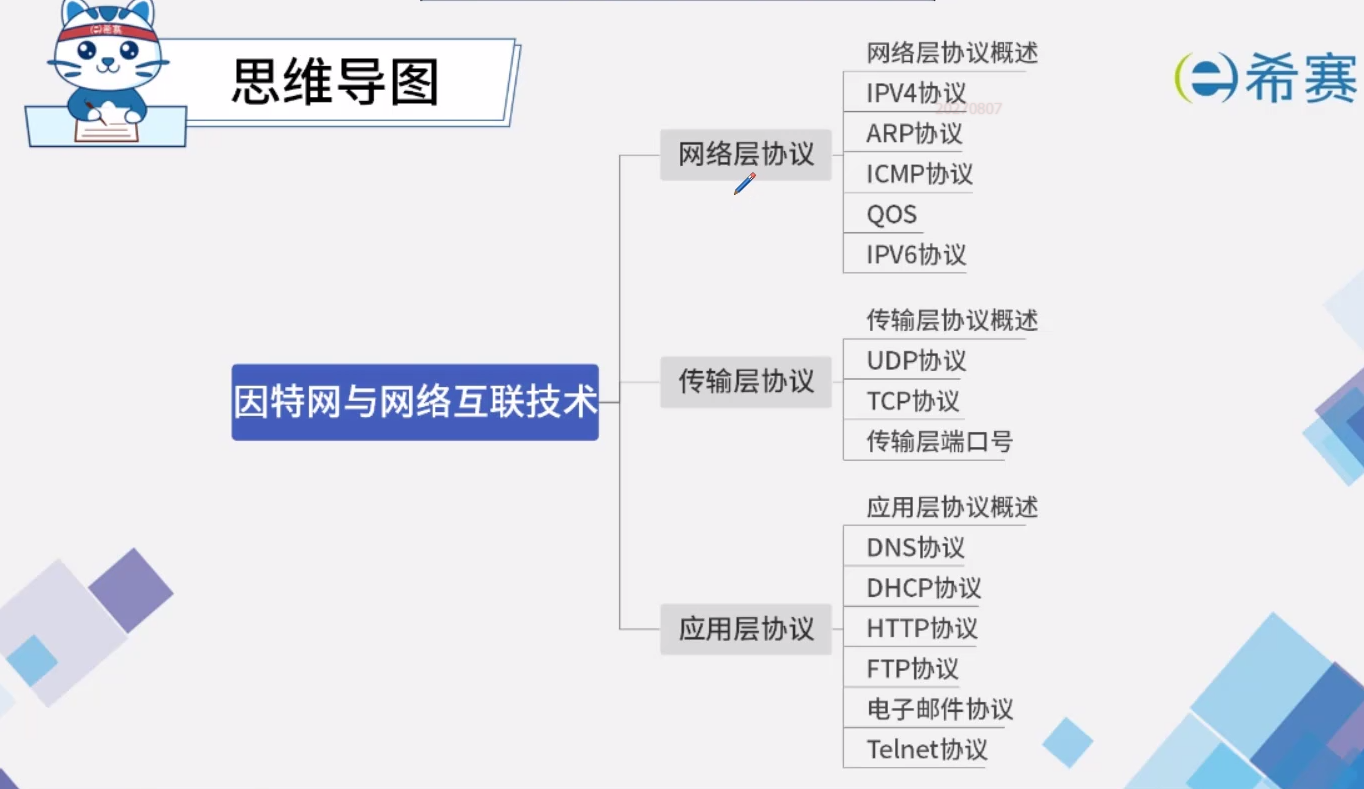 思维导图
希赛
网络层协议概述
IPV4协议
20270807
ARP协议
网络层协议
ICMP协议
QOS
IPV6协议
传输层协议概述
UDP协议
传输层协议
TCP协议
因特网与网络互联技术
传输层端口号
应用层协议概述
DNS协议
DHCP协议
HTTP协议
应用层协议
FTP协议
电子邮件协议
Telnet协议